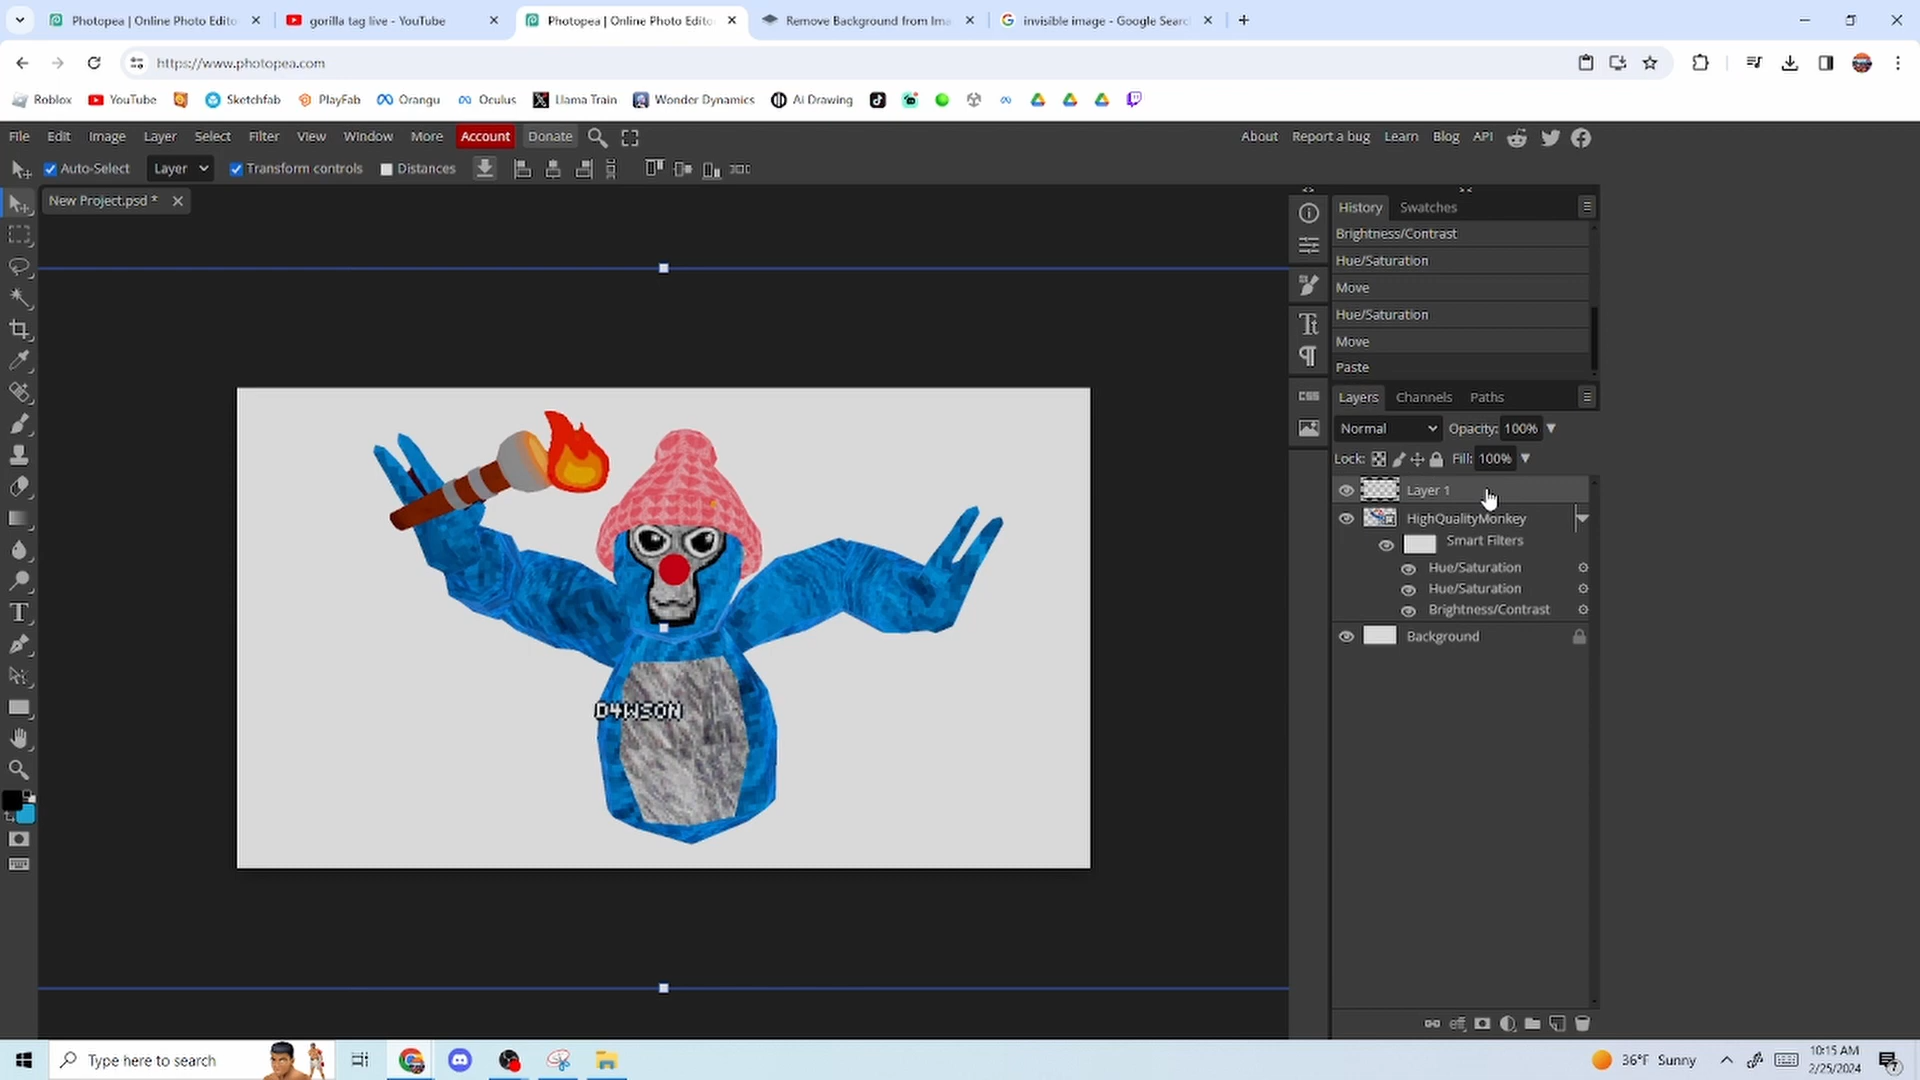 Photopea | Online Photo Edito
gorilla tag live - YouTube
Photopea | Online Photo Edito
Remove Background from Ima
invisible image - Google Searc
https://www.photopea.com
Roblox
YouTube
Sketchfab
PlayFab
Orangu
Oculus
Llama Train
Wonder Dynamics
AI Drawing
File Edit Image Layer Select Filter View Window More Account Donate
About Report a bug Learn Blog API
Auto-Select Layer Transform controls Distances
New Project.psd *
History Swatches
Brightness/Contrast
Hue/Saturation
Move
Hue/Saturation
Move
Paste
CSS
Layers Channels Paths
Normal Opacity: 100%
Lock: Fill: 100%
Layer 1
HighQualityMonkey
Smart Filters
Hue/Saturation
Hue/Saturation
Brightness/Contrast
Background
D4WSON
eff
Type here to search
36°F Sunny
10:15 AM
2/25/2024
7